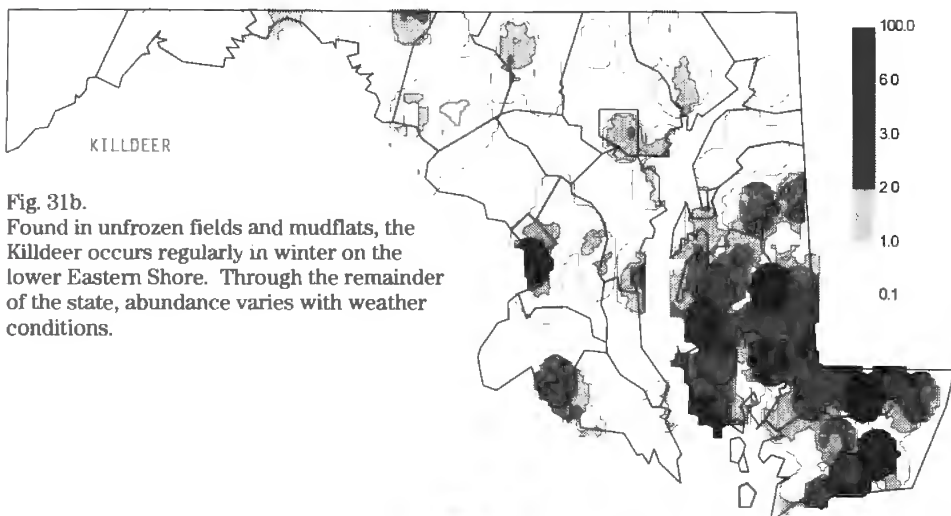 KILLDEER
Fig. 31b.
Found in unfrozen fields and mudflats, the
Killdeer occurs regularly in winter on the
lower Eastern Shore. Through the remainder
of the state, abundance varies with weather
conditions.
100.0
6.0
3.0
2.0
1.0
0.1